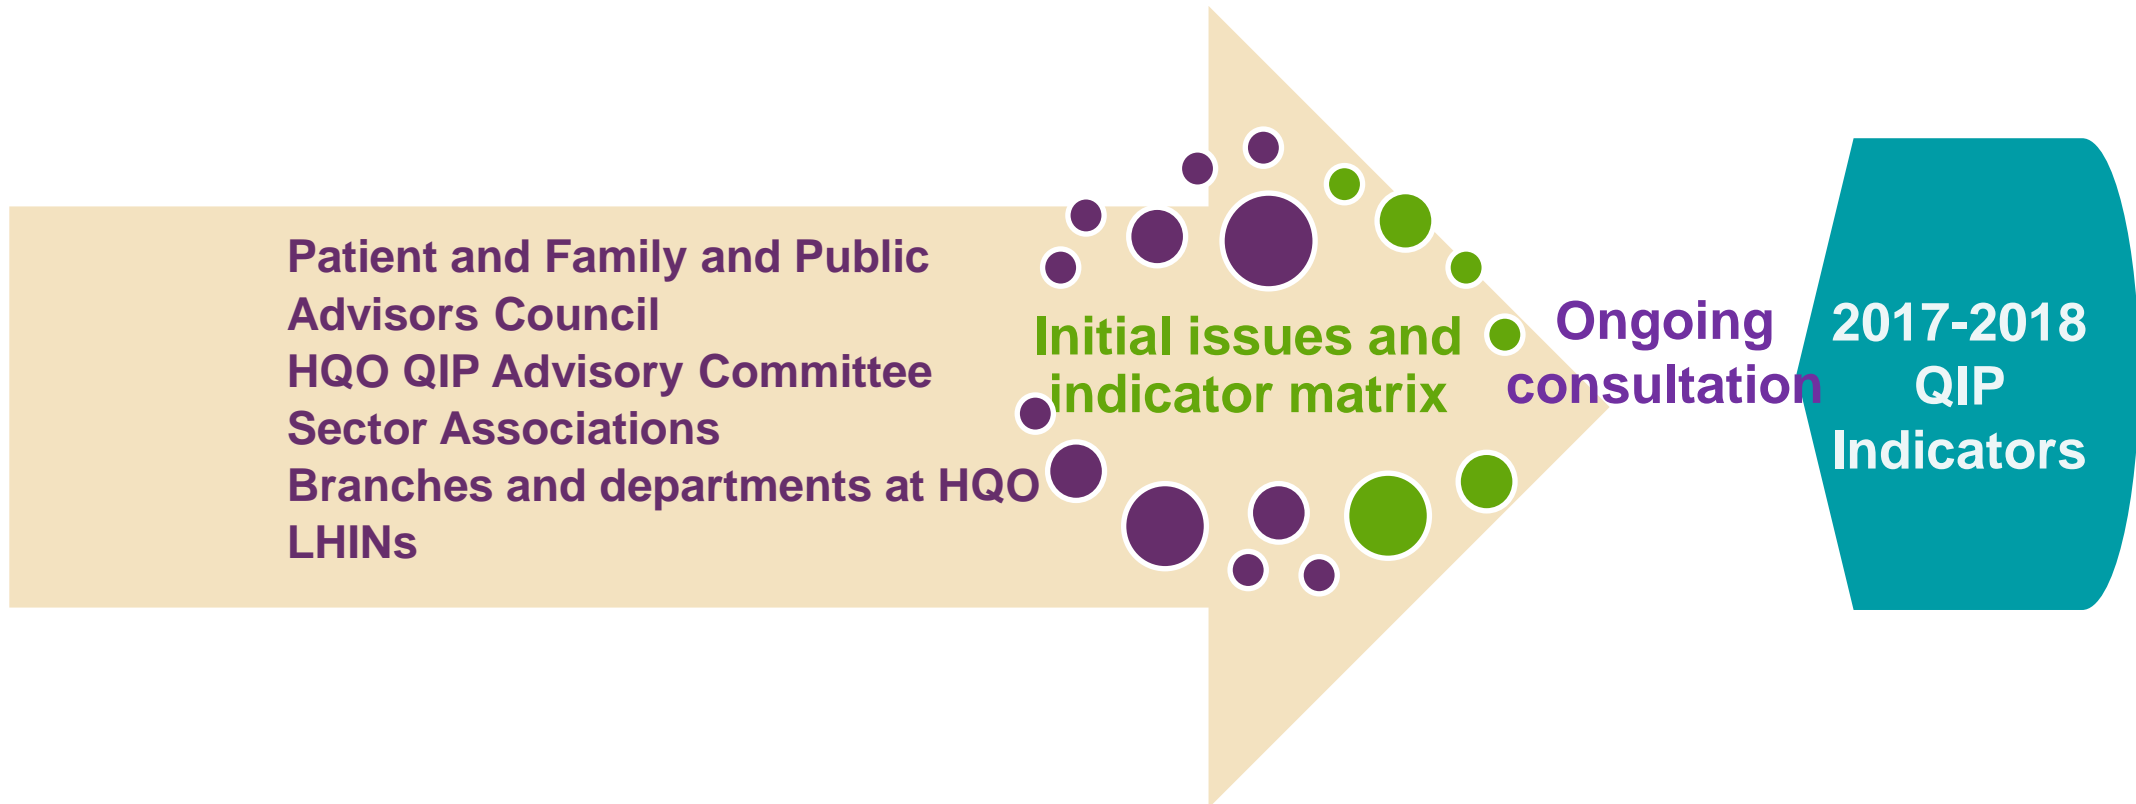 Patient and Family and Public
Advisors Council
HQO QIP Advisory Committee
Sector Associations
Branches and departments at HQO
LHINs
Initial issues and
indicator matrix
Ongoing
consultation
2017-2018
QIP
Indicators